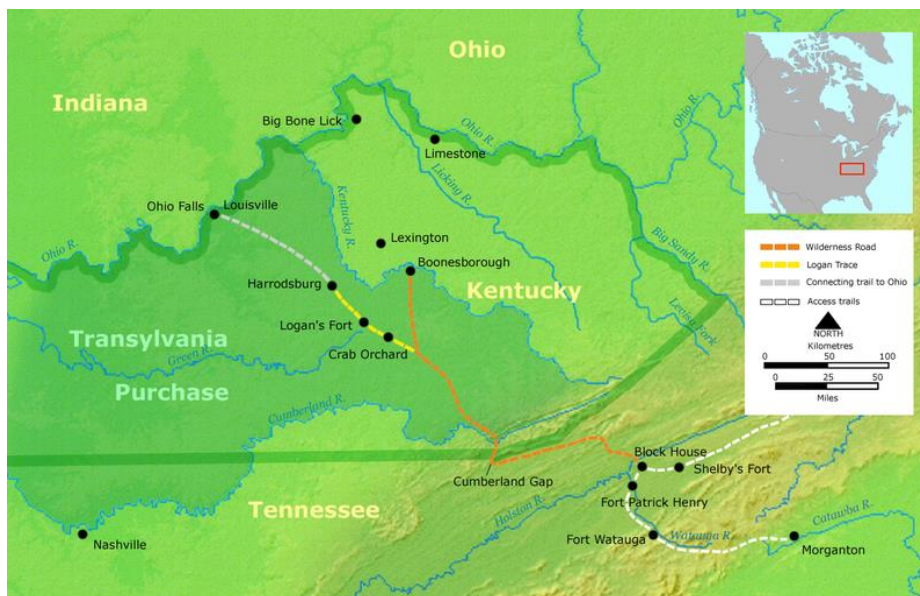 Ohio
Indiana
Big Bone Lick
Ohio R.
Ohio R.
Limestone
Licking R.
Kentucky R.
Ohio Falls
Louisville
Lexington
Big Sandy R.
Ohio R.
Boonesborough
Harrodsburg
Kentucky
Levisa Fork
Logan's Fort
Transylvania
Crab Orchard
Green R.
Purchase
Cumberland R.
Block House
Shelby's Fort
Cumberland Gap
Fort Patrick Henry
Tennessee
Holston R.
Catawba R.
Watauga R.
Fort Watauga
Nashville
Morganton
Wilderness Road
Logan Trace
Connecting trail to Ohio
Access trails
NORTH
Kilometres
0 50 100
0 25 50
Miles